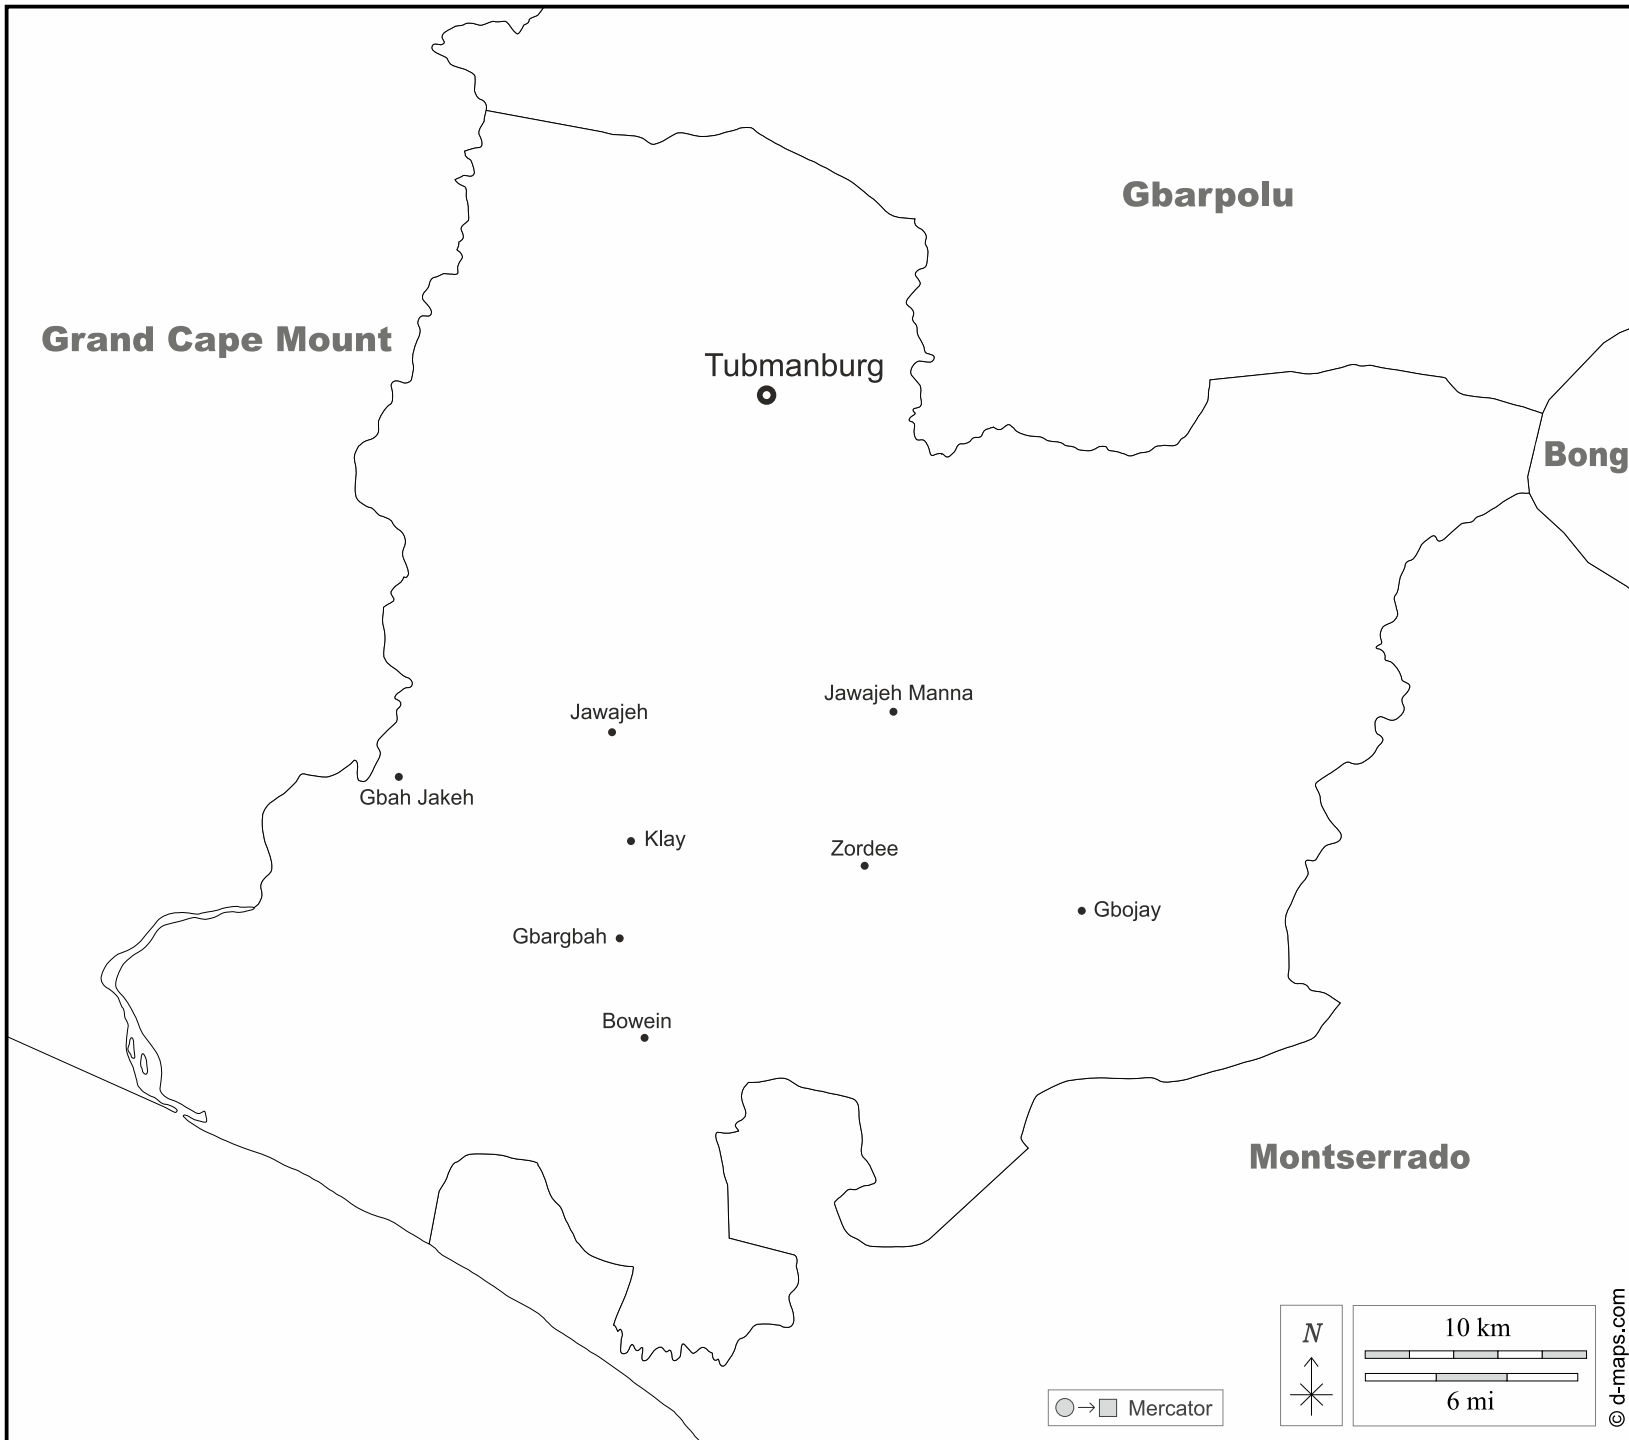 Gbarpolu
Grand Cape Mount
Tubmanburg
Bong
Jawajeh Manna
Jawajeh
Gbah Jakeh
Klay
Zordee
Gbojay
Gbargbah
Bowein
Montserrado
N
10 km
6 mi
Mercator
© d-maps.com